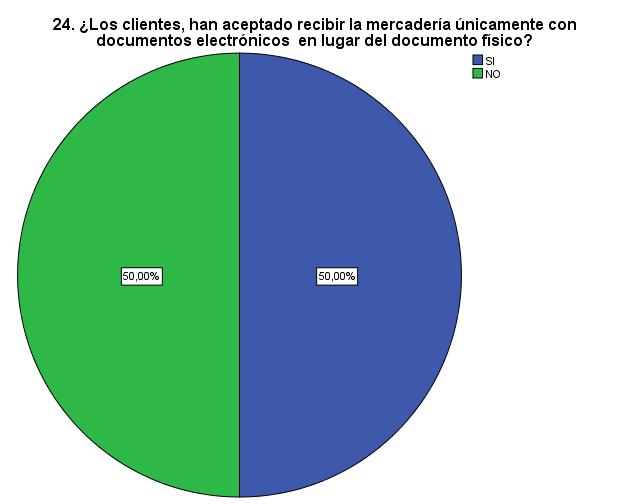 24. ¿Los clientes, han aceptado recibir la mercadería únicamente con
documentos electrónicos  en lugar del documento físico?
SI
NO
50,00%
50,00%